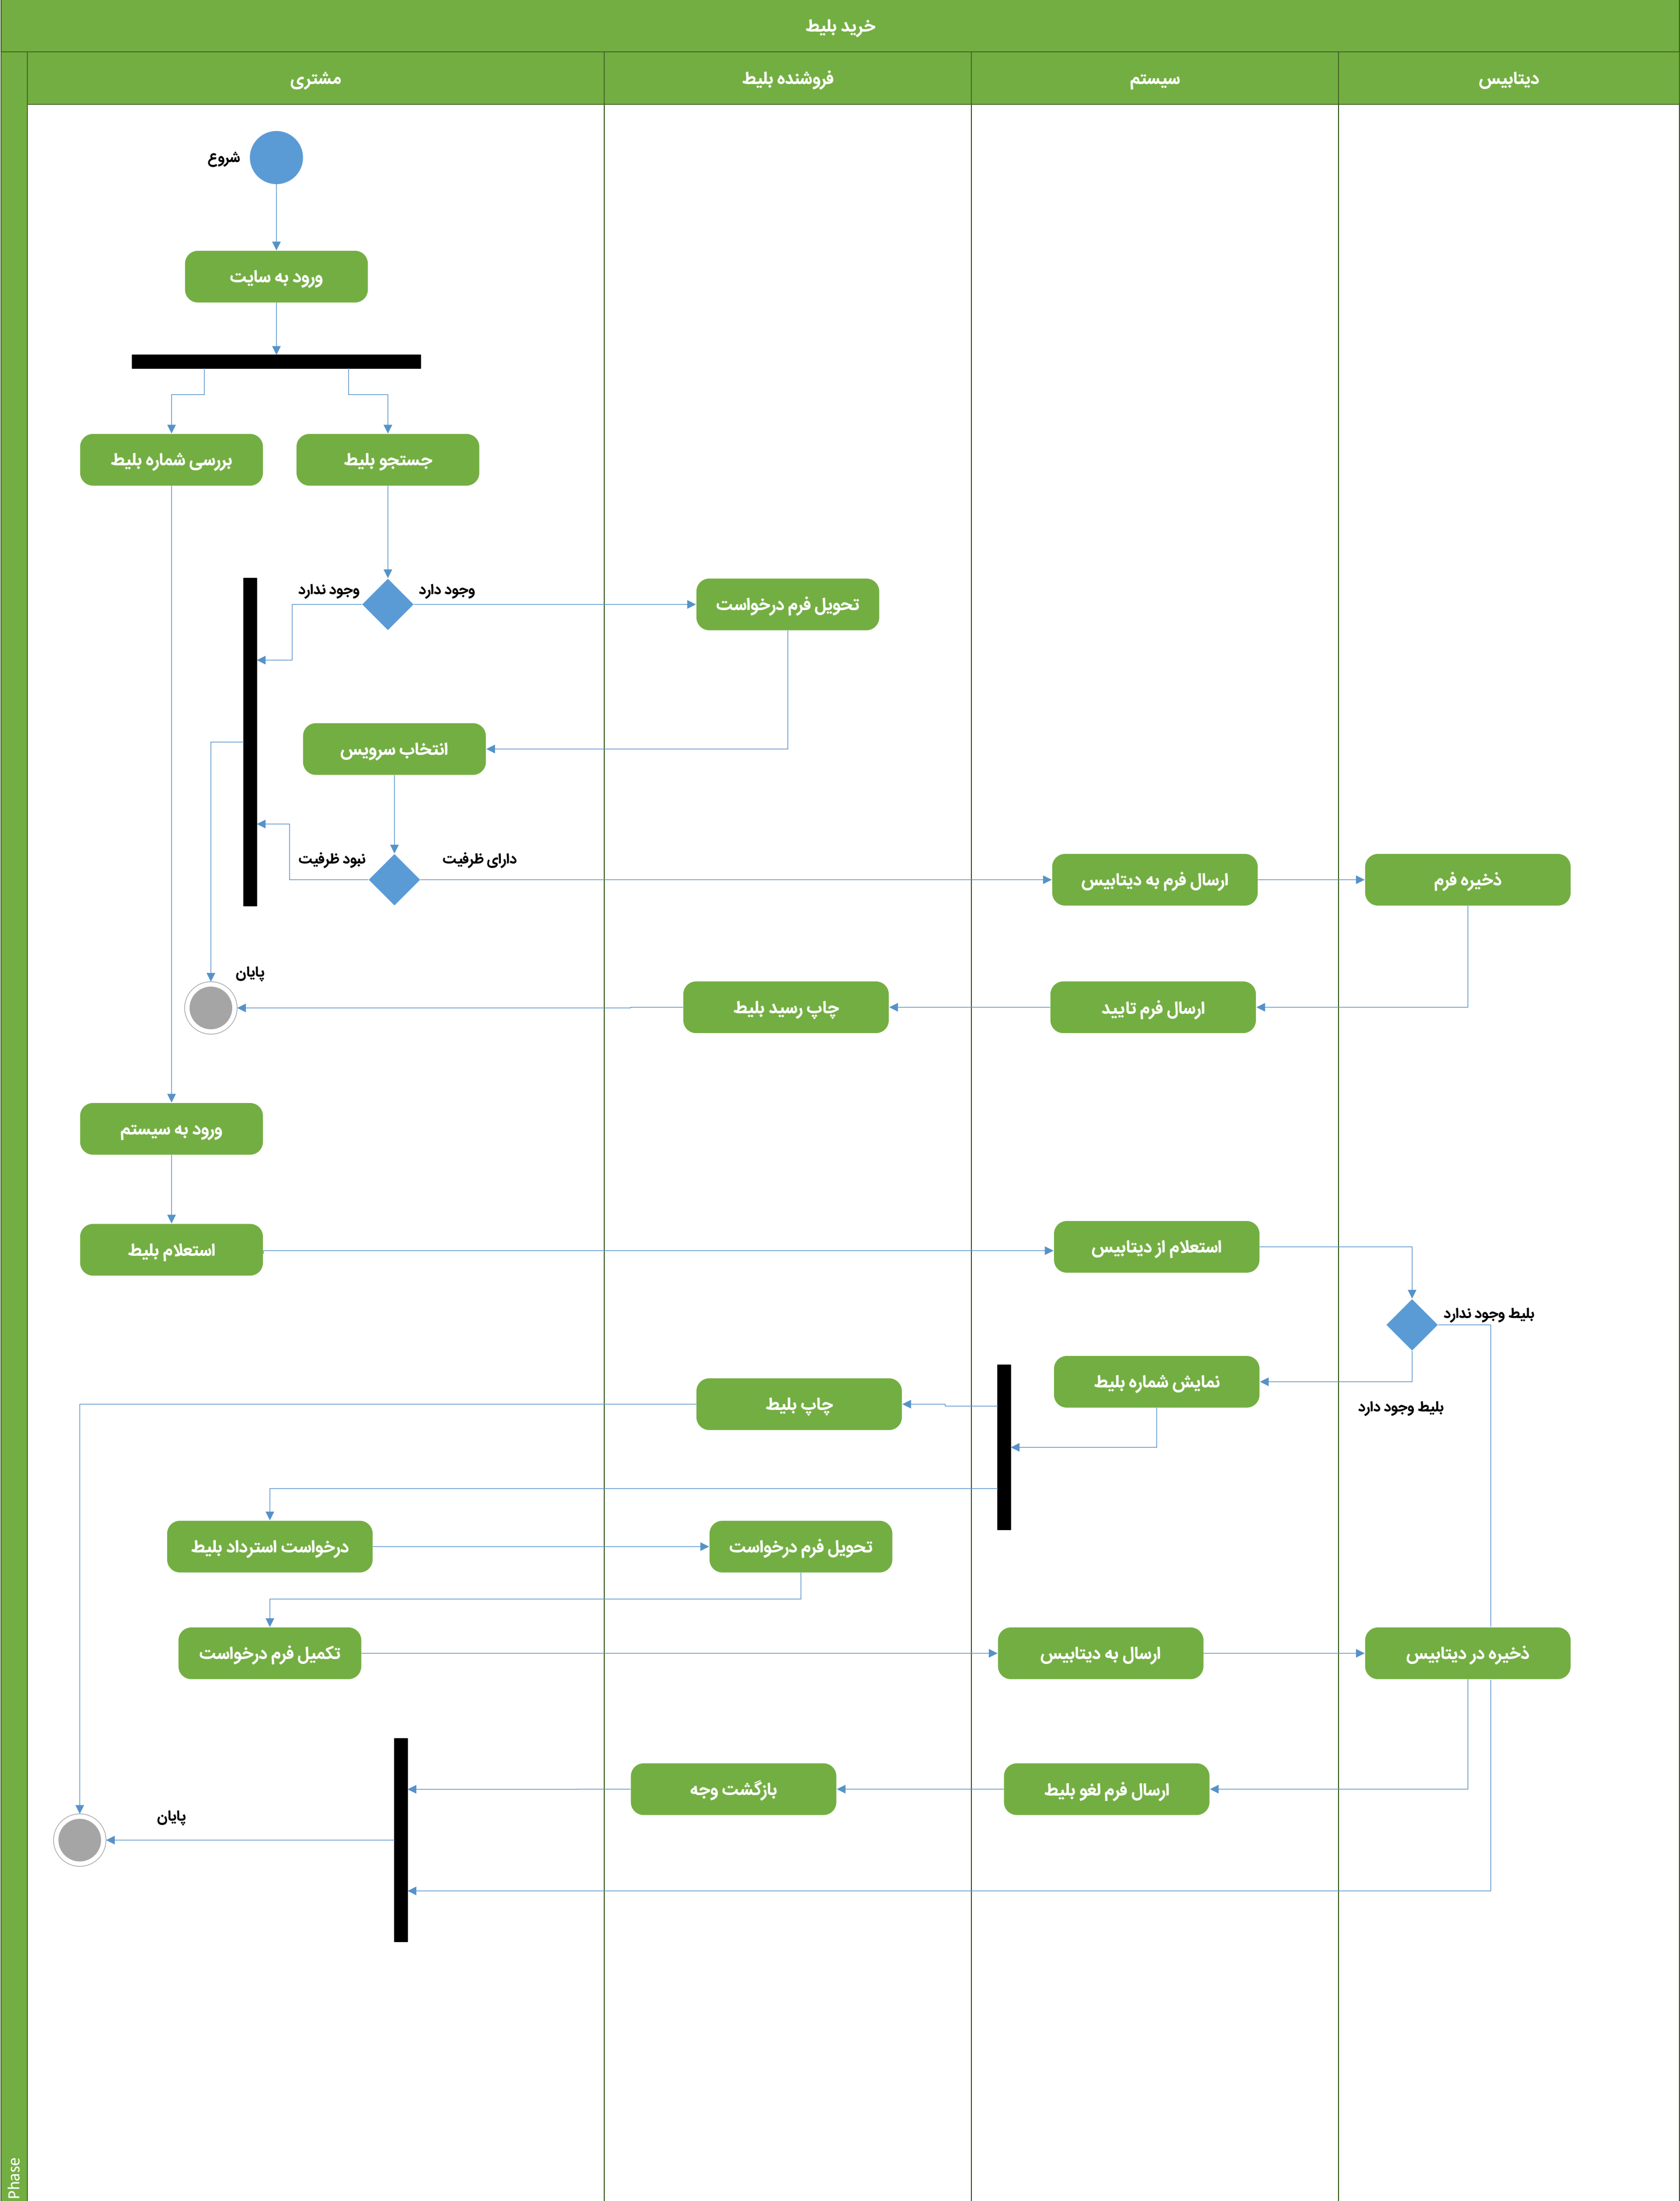 خرید بلیط
مشتری
فروشنده بلیط
سیستم
دیتابیس
شروع
ورود به سایت
بررسی شماره بلیط
جستجو بلیط
وجود ندارد
وجود دارد
تحویل فرم درخواست
انتخاب سرویس
نبود ظرفیت
دارای ظرفیت
ارسال فرم به دیتابیس
ذخیره فرم
پایان
چاپ رسید بلیط
ارسال فرم تایید
ورود به سیستم
استعلام بلیط
استعلام از دیتابیس
بلیط وجود ندارد
نمایش شماره بلیط
چاپ بلیط
بلیط وجود دارد
درخواست استرداد بلیط
تحویل فرم درخواست
تکمیل فرم درخواست
ارسال به دیتابیس
ذخیره در دیتابیس
بازگشت وجه
ارسال فرم لغو بلیط
پایان
Phase